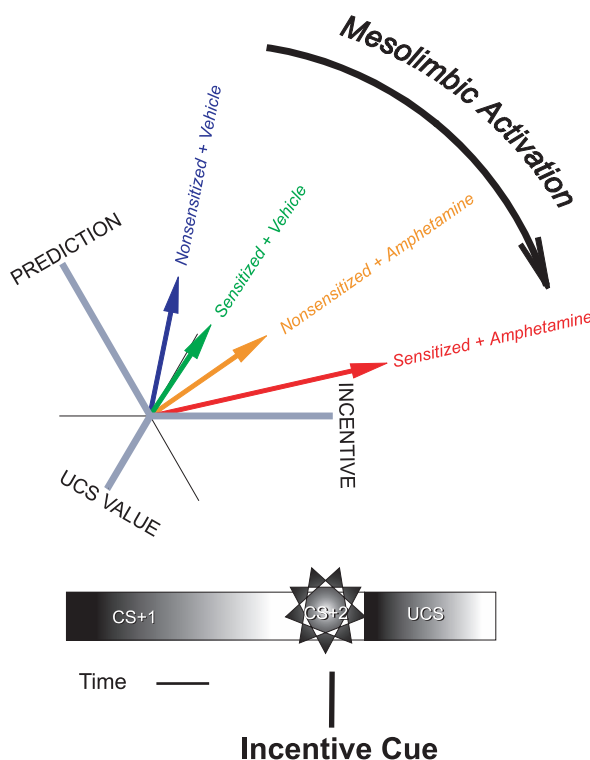 Mesolimbic Activation
Nonsensitized + Vehicle
Sensitized + Vehicle
Nonsensitized + Amphetamine
Sensitized + Amphetamine
PREDICTION
INCENTIVE
UCS VALUE
CS+1
CS+2
UCS
Time
Incentive Cue